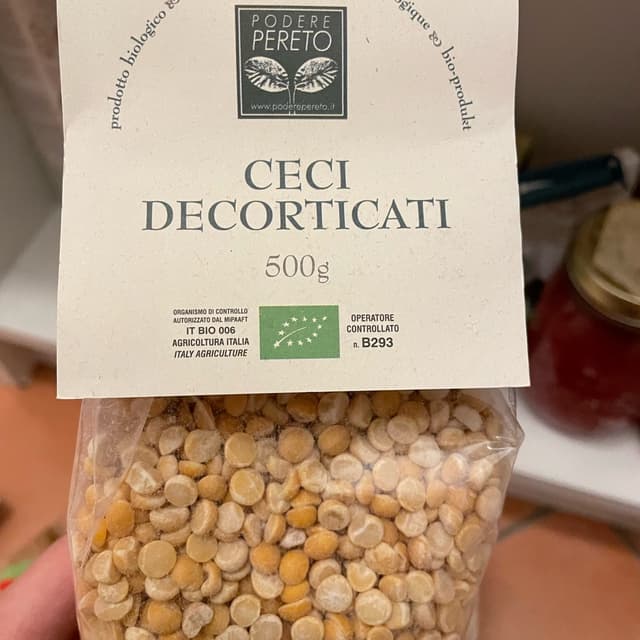 prodotto biologico &
gique & bio-produkt
PODERE
PERETO
www.poderepereto.it
CECI
DECORTICATI
500g
ORGANISMO DI CONTROLLO
AUTORIZZATO DAL MIPAAFT
IT BIO 006
AGRICOLTURA ITALIA
ITALY AGRICULTURE
OPERATORE
CONTROLLATO
n. B293